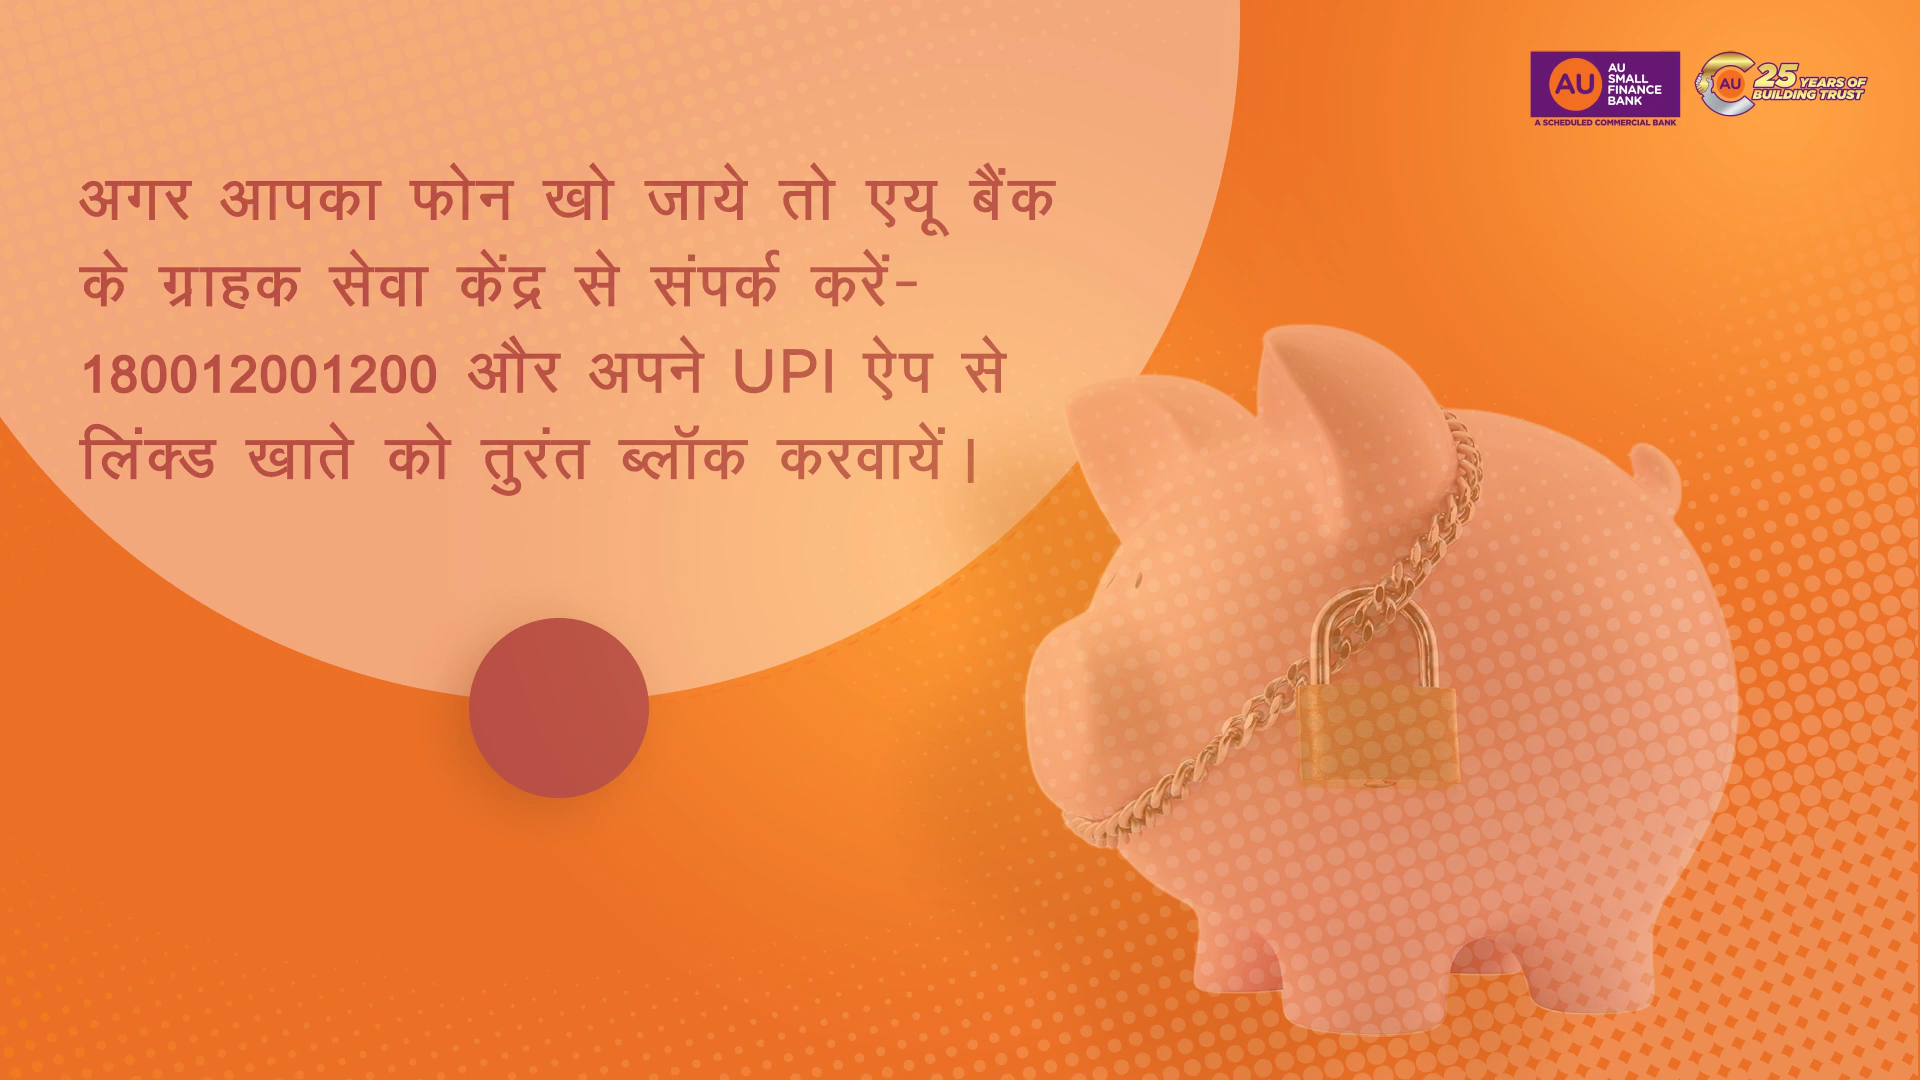 अगर आपका फोन खो जाये तो एयू बैंक
के ग्राहक सेवा केंद्र से संपर्क करें-
180012001200 और अपने UPI ऐप से
लिंक्ड खाते को तुरंत ब्लॉक करवायें|
AU
AU
SMALL
FINANCE
BANK
A SCHEDULED COMMERCIAL BANK
AU
25 YEARS OF
BUILDING TRUST